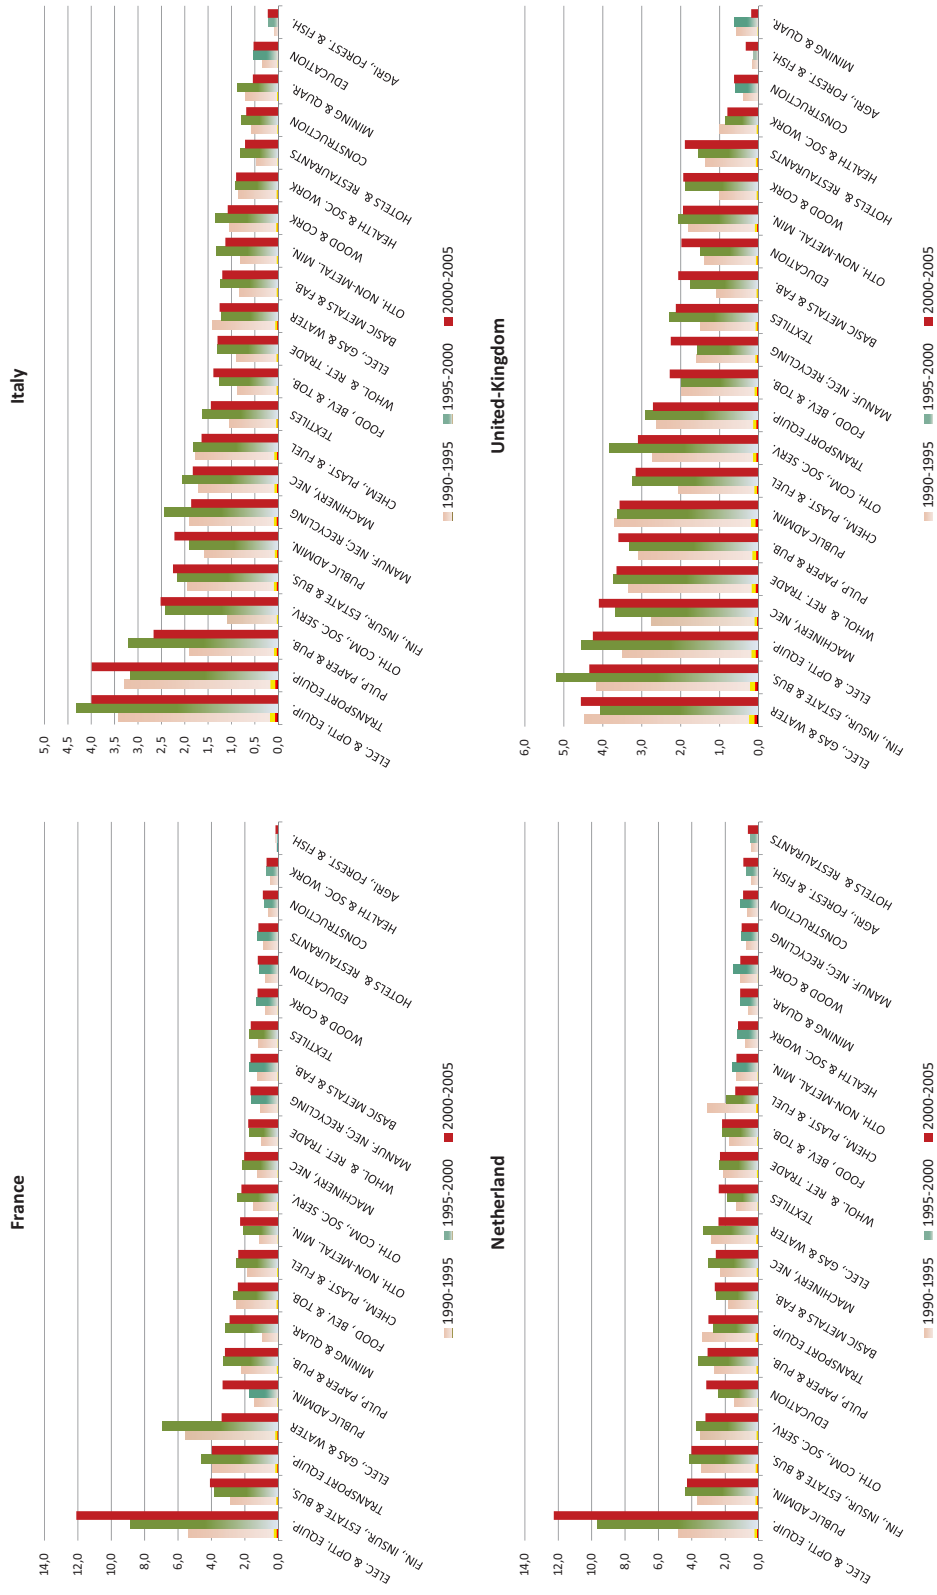 France
14,0
12,0
10,0
8,0
6,0
4,0
2,0
0,0
ELEC. & OPTI. EQUIP.
FIN., INSUR., ESTATE & BUS.
TRANSPORT EQUIP.
ELEC., GAS & WATER
PUBLIC ADMIN.
PULP, PAPER & PUB.
MINING & QUAR.
FOOD , BEV. & TOB.
CHEM., PLAST. & FUEL
OTH. NON-METAL. MIN.
OTH. COM., SOC. SERV.
MACHINERY, NEC
WHOL. & RET. TRADE
MANUF. NEC; RECYCLING
BASIC METALS & FAB.
TEXTILES
WOOD & CORK
EDUCATION
HOTELS & RESTAURANTS
CONSTRUCTION
HEALTH & SOC. WORK
AGRI., FOREST. & FISH.
1990-1995 1995-2000 2000-2005
Italy
5,0
4,5
4,0
3,5
3,0
2,5
2,0
1,5
1,0
0,5
0,0
ELEC. & OPTI. EQUIP.
TRANSPORT EQUIP.
PULP, PAPER & PUB.
OTH. COM., SOC. SERV.
FIN., INSUR., ESTATE & BUS.
PUBLIC ADMIN.
MANUF. NEC; RECYCLING
MACHINERY, NEC
CHEM., PLAST. & FUEL
TEXTILES
FOOD , BEV. & TOB.
WHOL. & RET. TRADE
ELEC., GAS & WATER
BASIC METALS & FAB.
OTH. NON-METAL. MIN.
WOOD & CORK
HEALTH & SOC. WORK
HOTELS & RESTAURANTS
CONSTRUCTION
MINING & QUAR.
EDUCATION
AGRI., FOREST. & FISH.
1990-1995 1995-2000 2000-2005
Netherland
14,0
12,0
10,0
8,0
6,0
4,0
2,0
0,0
ELEC. & OPTI. EQUIP.
PUBLIC ADMIN.
FIN., INSUR., ESTATE & BUS.
OTH. COM., SOC. SERV.
EDUCATION
PULP, PAPER & PUB.
TRANSPORT EQUIP.
BASIC METALS & FAB.
MACHINERY, NEC
ELEC., GAS & WATER
TEXTILES
WHOL. & RET. TRADE
FOOD , BEV. & TOB.
CHEM., PLAST. & FUEL
OTH. NON-METAL. MIN.
HEALTH & SOC. WORK
MINING & QUAR.
WOOD & CORK
MANUF. NEC; RECYCLING
CONSTRUCTION
AGRI., FOREST. & FISH.
HOTELS & RESTAURANTS
1990-1995 1995-2000 2000-2005
United-Kingdom
6,0
5,0
4,0
3,0
2,0
1,0
0,0
ELEC., GAS & WATER
FIN., INSUR., ESTATE & BUS.
ELEC. & OPTI. EQUIP.
MACHINERY, NEC
WHOL. & RET. TRADE
PULP, PAPER & PUB.
PUBLIC ADMIN.
CHEM., PLAST. & FUEL
OTH. COM., SOC. SERV.
TRANSPORT EQUIP.
FOOD , BEV. & TOB.
MANUF. NEC; RECYCLING
TEXTILES
BASIC METALS & FAB.
EDUCATION
OTH. NON-METAL. MIN.
WOOD & CORK
HOTELS & RESTAURANTS
HEALTH & SOC. WORK
CONSTRUCTION
AGRI., FOREST. & FISH.
MINING & QUAR.
1990-1995 1995-2000 2000-2005